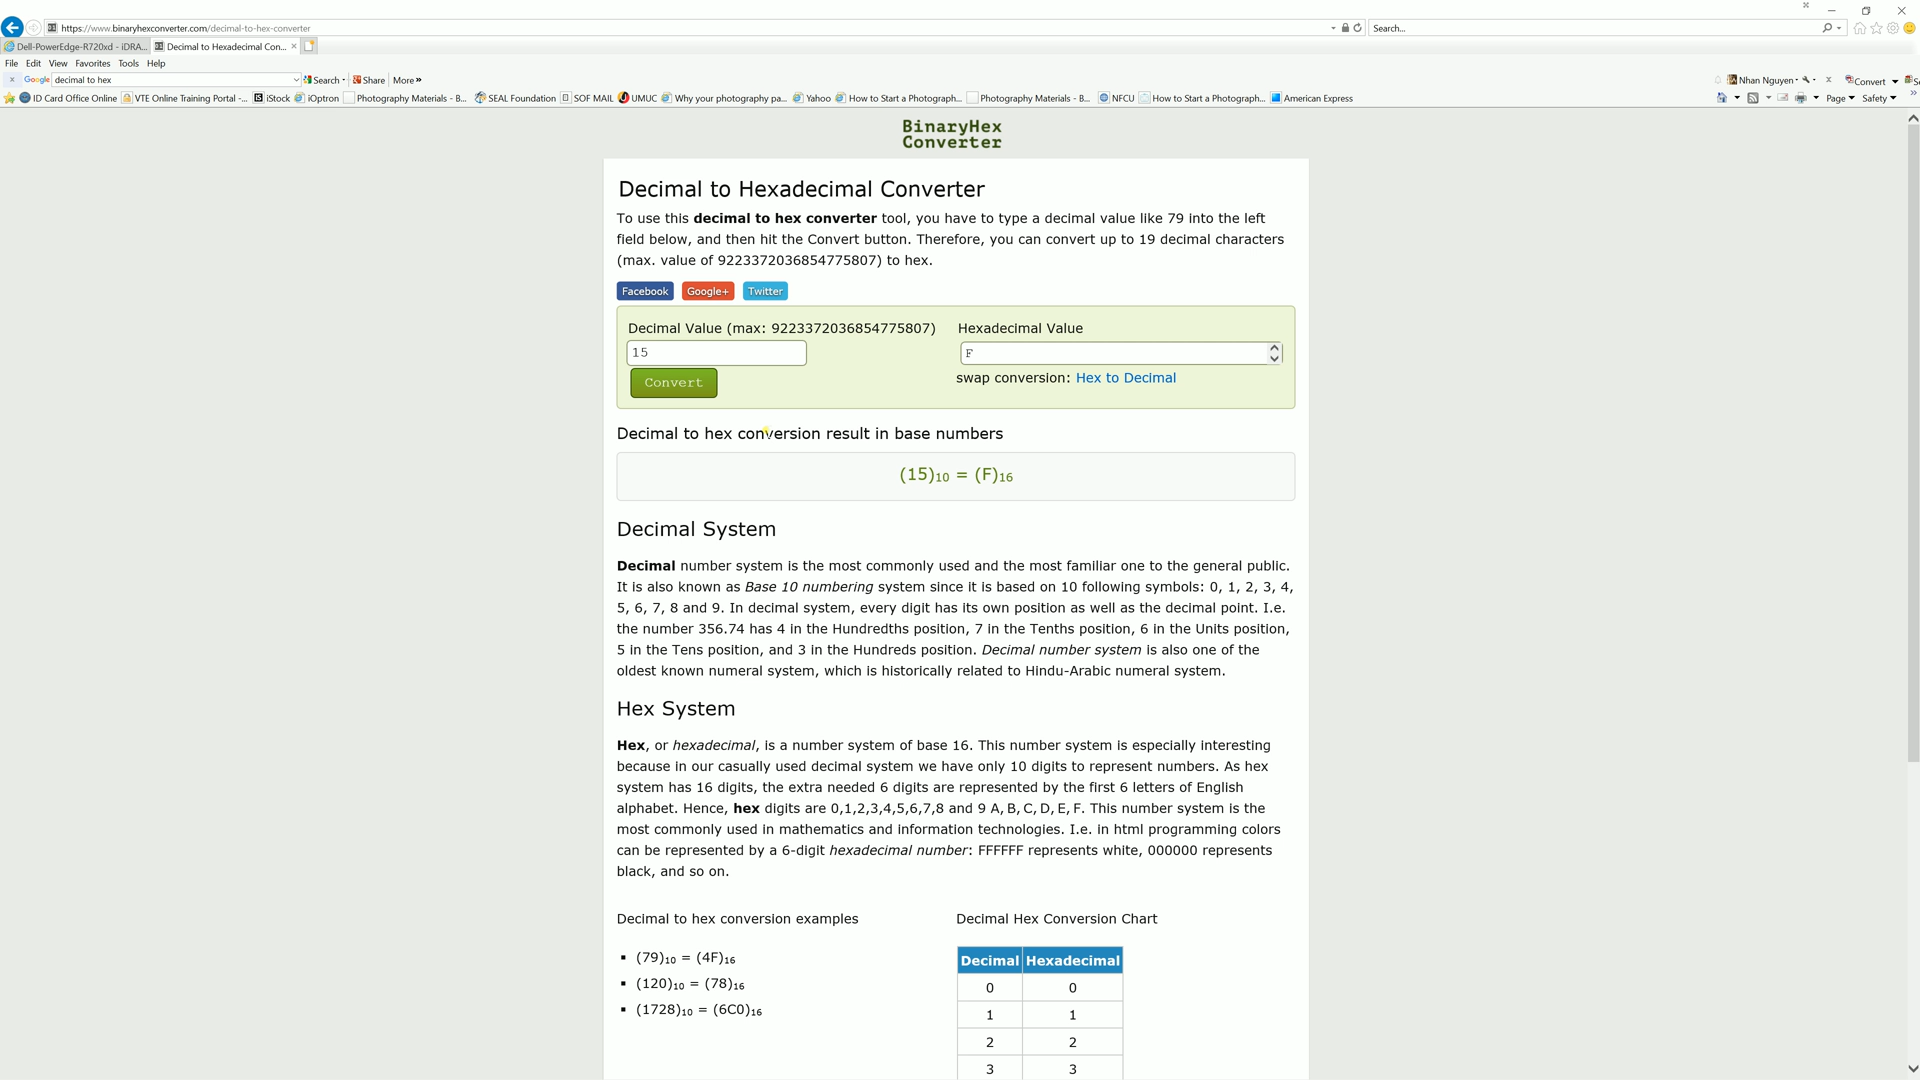 https://www.binaryhexconverter.com/decimal-to-hex-converter
Search...
Dell-PowerEdge-R720xd - iDRA...
Decimal to Hexadecimal Con...
File Edit View Favorites Tools Help
Google decimal to hex Search Share More »
Nhan Nguyen Convert
ID Card Office Online VTE Online Training Portal -... iStock iOptron Photography Materials - B... SEAL Foundation SOF MAIL UMUC Why your photography pa... Yahoo How to Start a Photograph... Photography Materials - B... NFCU How to Start a Photograph... American Express
Page Safety
BinaryHex
Converter
Decimal to Hexadecimal Converter
To use this decimal to hex converter tool, you have to type a decimal value like 79 into the left
field below, and then hit the Convert button. Therefore, you can convert up to 19 decimal characters
(max. value of 9223372036854775807) to hex.
Facebook Google+ Twitter
Decimal Value (max: 9223372036854775807) Hexadecimal Value
15 F
Convert
swap conversion: Hex to Decimal
Decimal to hex conversion result in base numbers
(15)10 = (F)16
Decimal System
Decimal number system is the most commonly used and the most familiar one to the general public.
It is also known as Base 10 numbering system since it is based on 10 following symbols: 0, 1, 2, 3, 4,
5, 6, 7, 8 and 9. In decimal system, every digit has its own position as well as the decimal point. I.e.
the number 356.74 has 4 in the Hundredths position, 7 in the Tenths position, 6 in the Units position,
5 in the Tens position, and 3 in the Hundreds position. Decimal number system is also one of the
oldest known numeral system, which is historically related to Hindu-Arabic numeral system.
Hex System
Hex, or hexadecimal, is a number system of base 16. This number system is especially interesting
because in our casually used decimal system we have only 10 digits to represent numbers. As hex
system has 16 digits, the extra needed 6 digits are represented by the first 6 letters of English
alphabet. Hence, hex digits are 0,1,2,3,4,5,6,7,8 and 9 A, B, C, D, E, F. This number system is the
most commonly used in mathematics and information technologies. I.e. in html programming colors
can be represented by a 6-digit hexadecimal number: FFFFFF represents white, 000000 represents
black, and so on.
Decimal to hex conversion examples
(79)10 = (4F)16
(120)10 = (78)16
(1728)10 = (6C0)16
Decimal Hex Conversion Chart
Decimal Hexadecimal
0 0
1 1
2 2
3 3